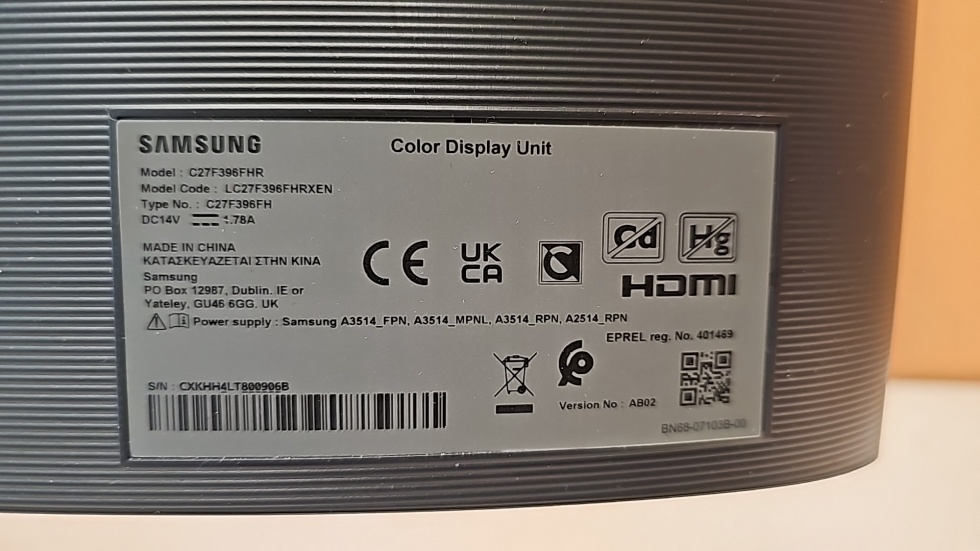 SAMSUNG
Color Display Unit
Model : C27F396FHR
Model Code : LC27F396FHRXEN
Type No. : C27F396FH
DC14V 1.78A
MADE IN CHINA
ΚΑΤΑΣΚΕΥΑΖΕΤΑΙ ΣΤΗΝ ΚΙΝΑ
Samsung
PO Box 12987, Dublin. IE or
Yateley, GU46 6GG. UK
CE
UK
CA
C
Cd
Hg
HDMI
Power supply : Samsung A3514_FPN, A3514_MPNL, A3514_RPN, A2514_RPN
EPREL reg. No. 401469
S/N : CXKHH4LT800906B
Version No : AB02
BN68-07103B-00